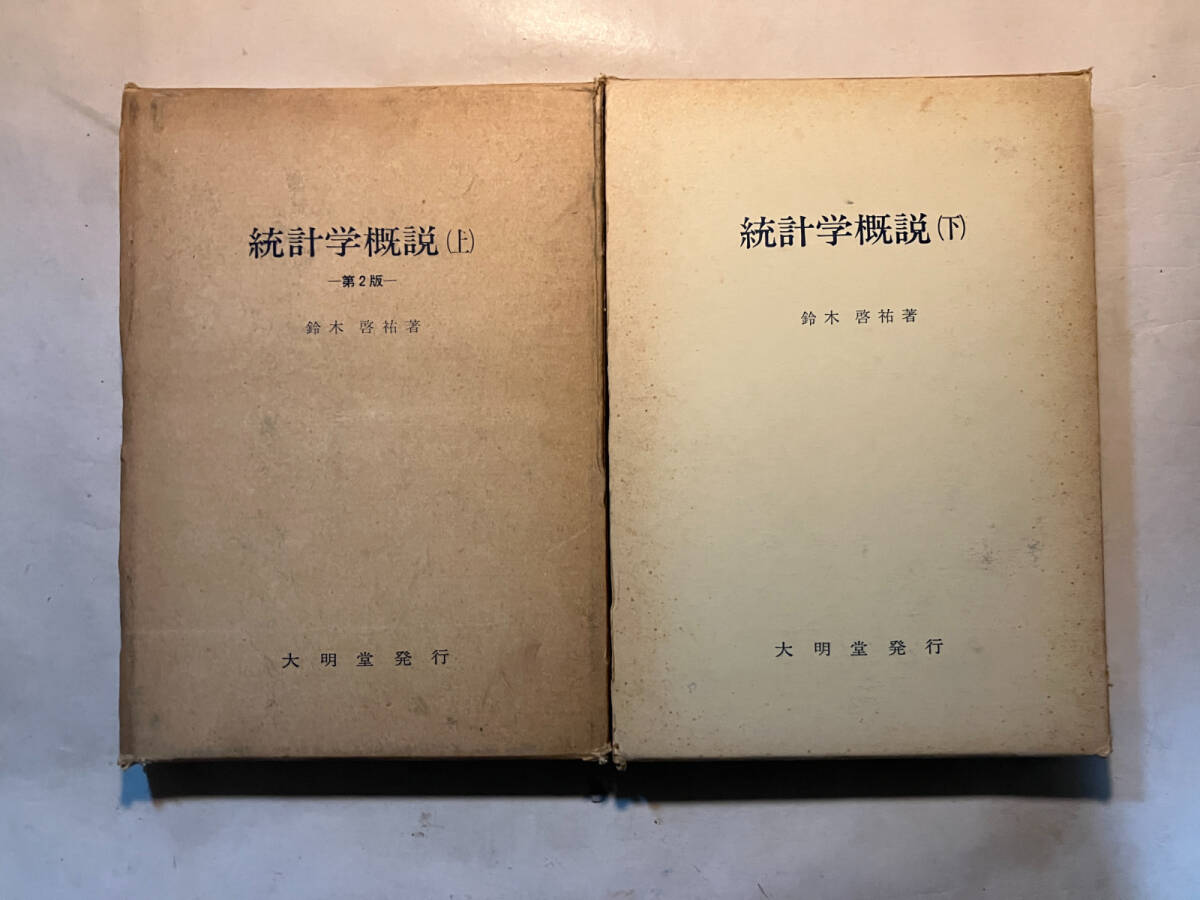 統計学概説(上)
—第2版—
鈴木 啓祐著
大明堂発行
統計学概説(下)
鈴木 啓祐著
大明堂発行